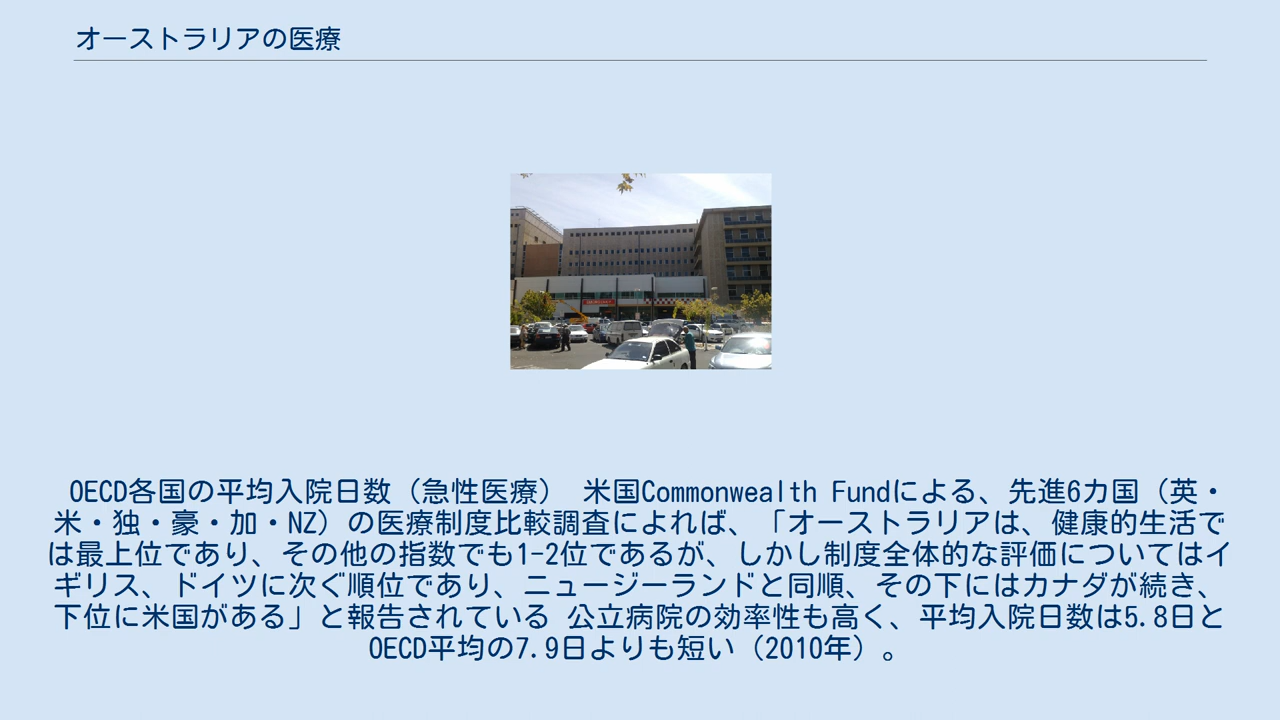 オーストラリアの医療
OECD各国の平均入院日数（急性医療） 米国Commonwealth Fundによる、先進6カ国（英・
米・独・豪・加・NZ）の医療制度比較調査によれば、「オーストラリアは、健康的生活で
は最上位であり、その他の指数でも1-2位であるが、しかし制度全体的な評価についてはイ
ギリス、ドイツに次ぐ順位であり、ニュージーランドと同順、その下にはカナダが続き、
下位に米国がある」と報告されている 公立病院の効率性も高く、平均入院日数は5.8日と
OECD平均の7.9日よりも短い（2010年）。